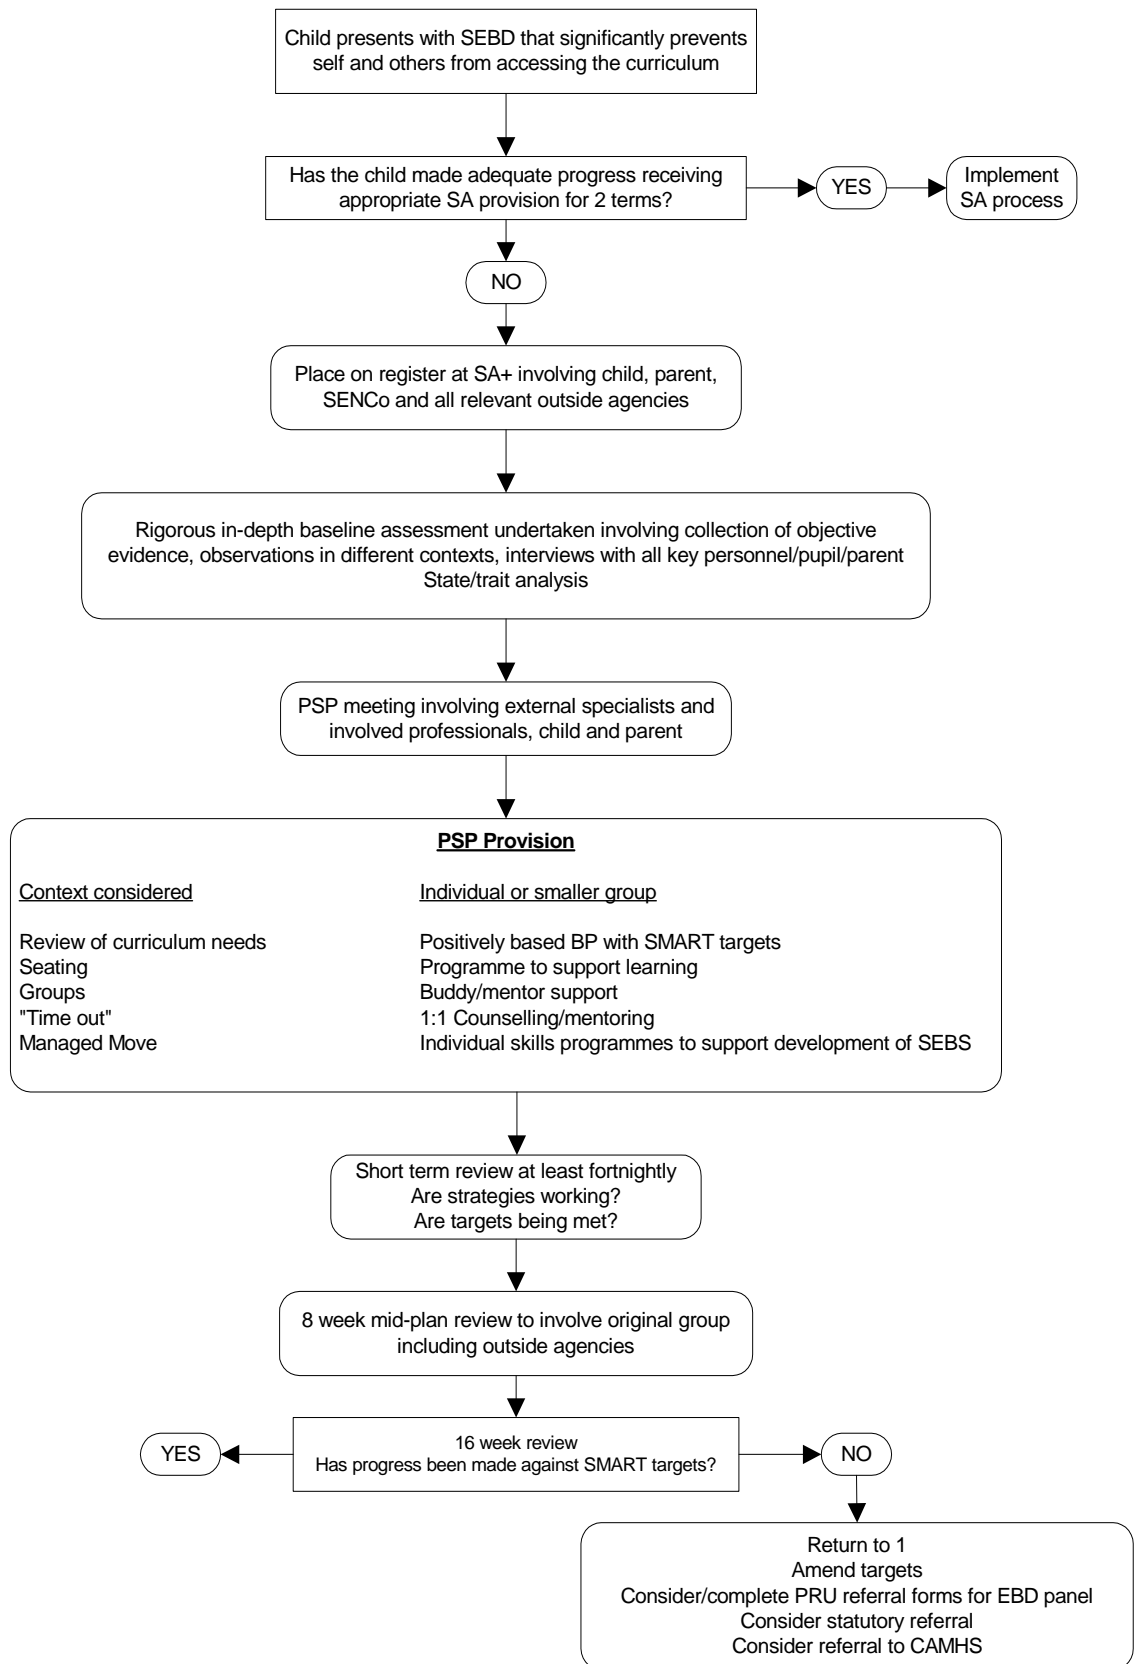 Child presents with SEBD that significantly prevents
self and others from accessing the curriculum
Has the child made adequate progress receiving
appropriate SA provision for 2 terms?
YES
Implement
SA process
NO
Place on register at SA+ involving child, parent,
SENCo and all relevant outside agencies
Rigorous in-depth baseline assessment undertaken involving collection of objective
evidence, observations in different contexts, interviews with all key personnel/pupil/parent
State/trait analysis
PSP meeting involving external specialists and
involved professionals, child and parent
PSP Provision
Context considered
Review of curriculum needs
Seating
Groups
"Time out"
Managed Move
Individual or smaller group
Positively based BP with SMART targets
Programme to support learning
Buddy/mentor support
1:1 Counselling/mentoring
Individual skills programmes to support development of SEBS
Short term review at least fortnightly
Are strategies working?
Are targets being met?
8 week mid-plan review to involve original group
including outside agencies
16 week review
Has progress been made against SMART targets?
YES
NO
Return to 1
Amend targets
Consider/complete PRU referral forms for EBD panel
Consider statutory referral
Consider referral to CAMHS